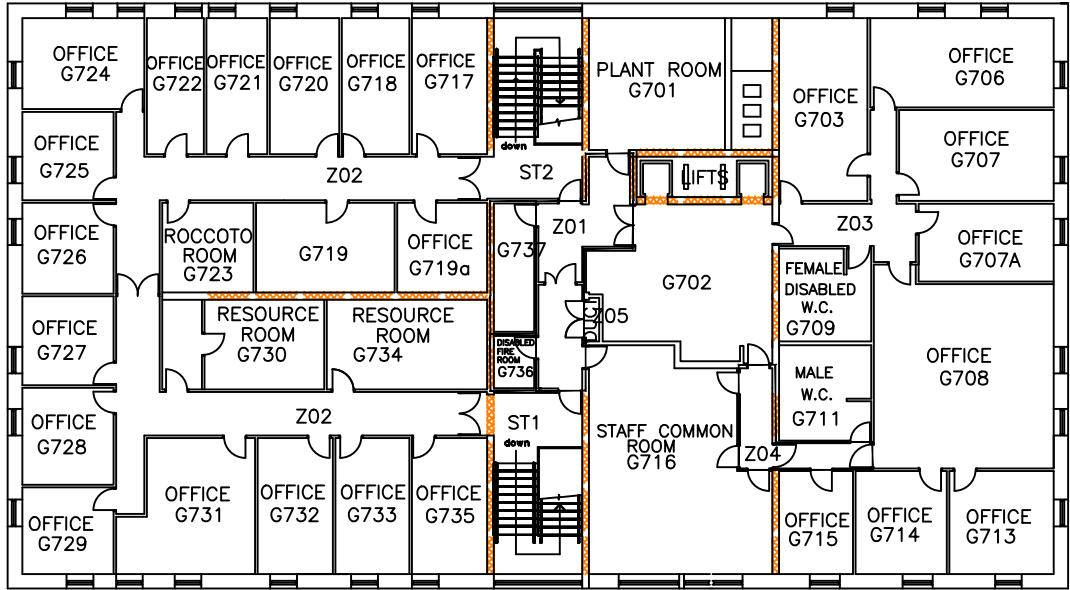 OFFICE
G724
OFFICE
G722
OFFICE
G721
OFFICE
G720
OFFICE
G718
OFFICE
G717
down
PLANT ROOM
G701
OFFICE
G703
OFFICE
G706
OFFICE
G707
OFFICE
G725
Z02
ST2
LIFTS
OFFICE
G726
ROCCOTO
ROOM
G723
G719
OFFICE
G719a
G737
Z01
G702
Z03
OFFICE
G707A
FEMALE
DISABLED
W.C.
G709
OFFICE
G727
RESOURCE
ROOM
G730
RESOURCE
ROOM
G734
DISABLED
FIRE
ROOM
G736
DUCT
Z05
OFFICE
G708
MALE
W.C.
G711
OFFICE
G728
Z02
ST1
down
STAFF COMMON
ROOM
G716
Z04
OFFICE
G729
OFFICE
G731
OFFICE
G732
OFFICE
G733
OFFICE
G735
OFFICE
G715
OFFICE
G714
OFFICE
G713